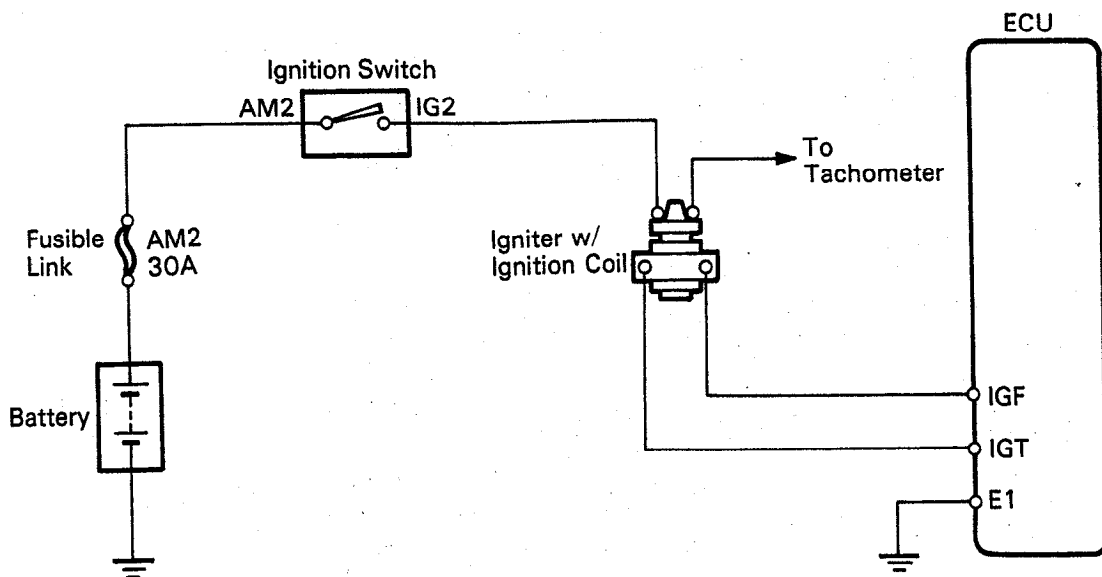 ECU
Ignition Switch
AM2
IG2
To
Tachometer
Fusible
Link
AM2
30A
Igniter w/
Ignition Coil
Battery
IGF
IGT
E1